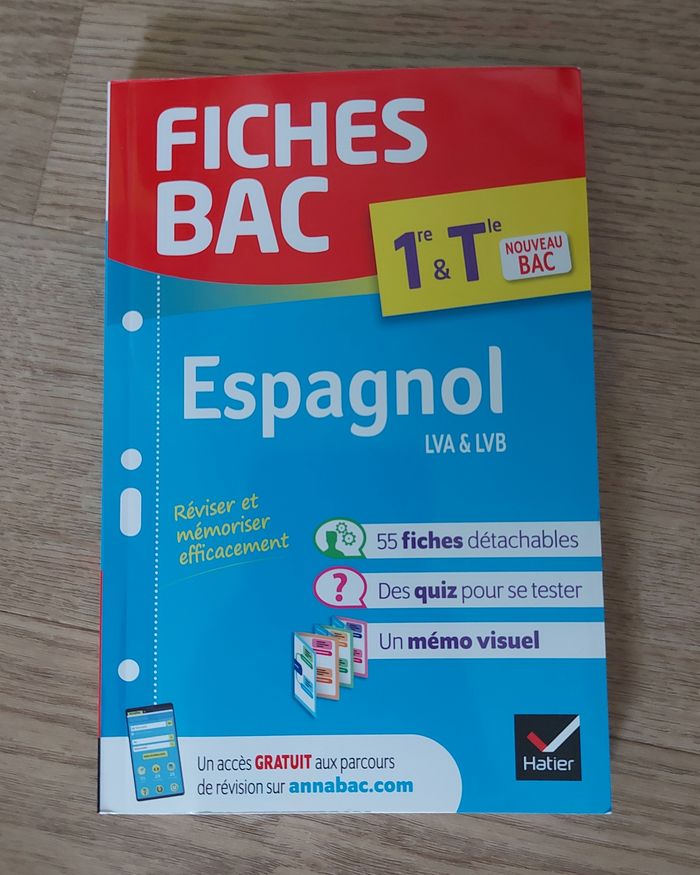 FICHES
BAC
1re & Tle
NOUVEAU
BAC
Espagnol
LVA & LVB
Réviser et
mémoriser
efficacement
55 fiches détachables
? Des quiz pour se tester
Un mémo visuel
Un accès GRATUIT aux parcours
de révision sur annabac.com
Hatier